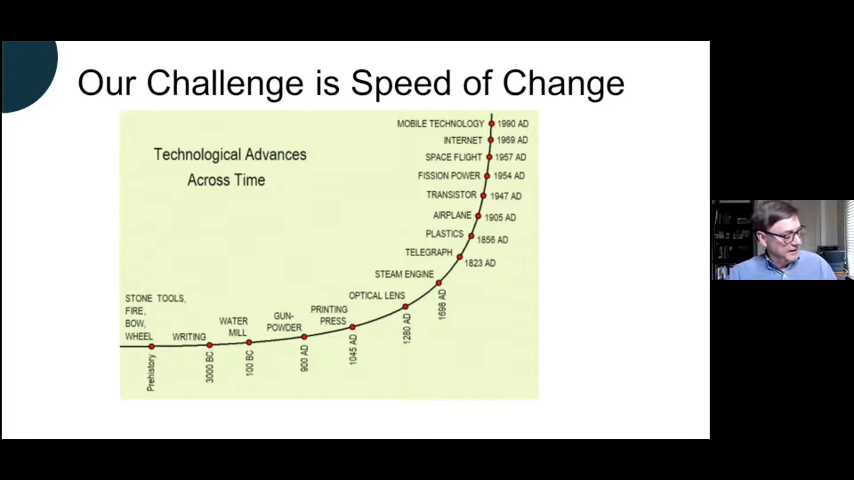 Our Challenge is Speed of Change
Technological Advances
Across Time
MOBILE TECHNOLOGY 1990 AD
INTERNET 1969 AD
SPACE FLIGHT 1957 AD
FISSION POWER 1954 AD
TRANSISTOR 1947 AD
AIRPLANE 1905 AD
PLASTICS 1856 AD
TELEGRAPH 1823 AD
STEAM ENGINE 1698 AD
OPTICAL LENS 1280 AD
PRINTING
PRESS 1045 AD
GUN-
POWDER 900 AD
WATER
MILL 100 BC
WRITING 3000 BC
STONE TOOLS,
FIRE,
BOW,
WHEEL
Prehistory